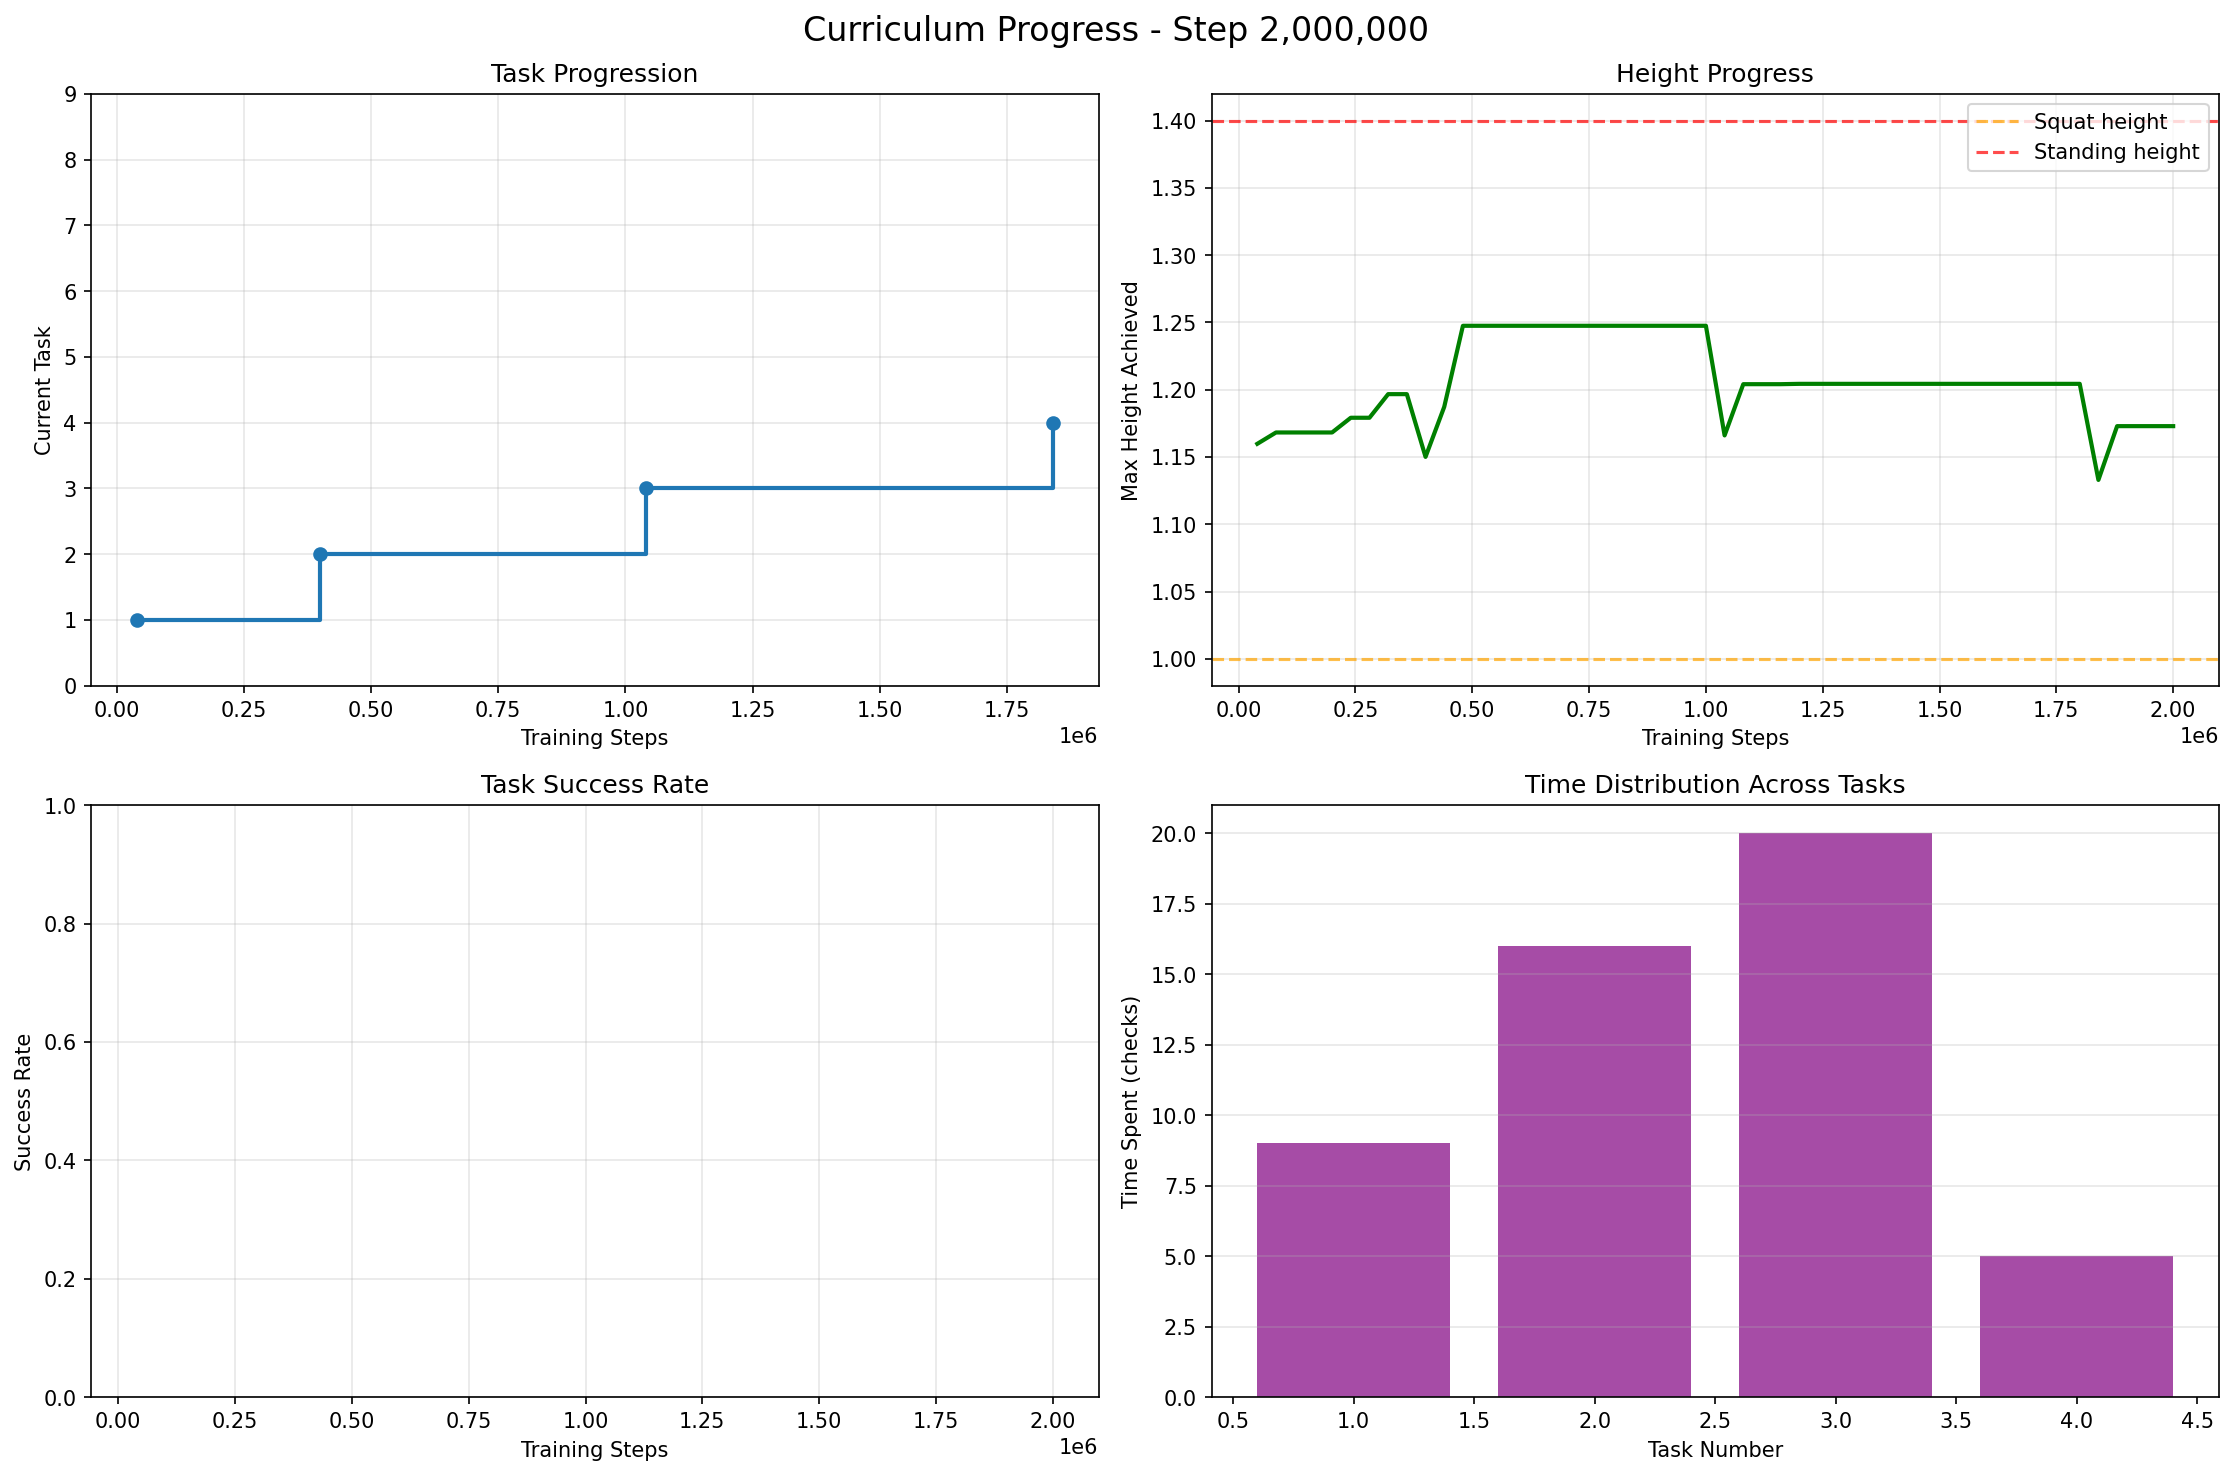 Curriculum Progress - Step 2,000,000
Task Progression
9
8
7
6
5
4
3
2
1
0
Current Task
0.00 0.25 0.50 0.75 1.00 1.25 1.50 1.75
1e6
Training Steps
Height Progress
Squat height
Standing height
1.40
1.35
1.30
1.25
1.20
1.15
1.10
1.05
1.00
Max Height Achieved
0.00 0.25 0.50 0.75 1.00 1.25 1.50 1.75 2.00
1e6
Training Steps
Task Success Rate
1.0
0.8
0.6
0.4
0.2
0.0
Success Rate
0.00 0.25 0.50 0.75 1.00 1.25 1.50 1.75 2.00
1e6
Training Steps
Time Distribution Across Tasks
20.0
17.5
15.0
12.5
10.0
7.5
5.0
2.5
0.0
Time Spent (checks)
0.5 1.0 1.5 2.0 2.5 3.0 3.5 4.0 4.5
Task Number